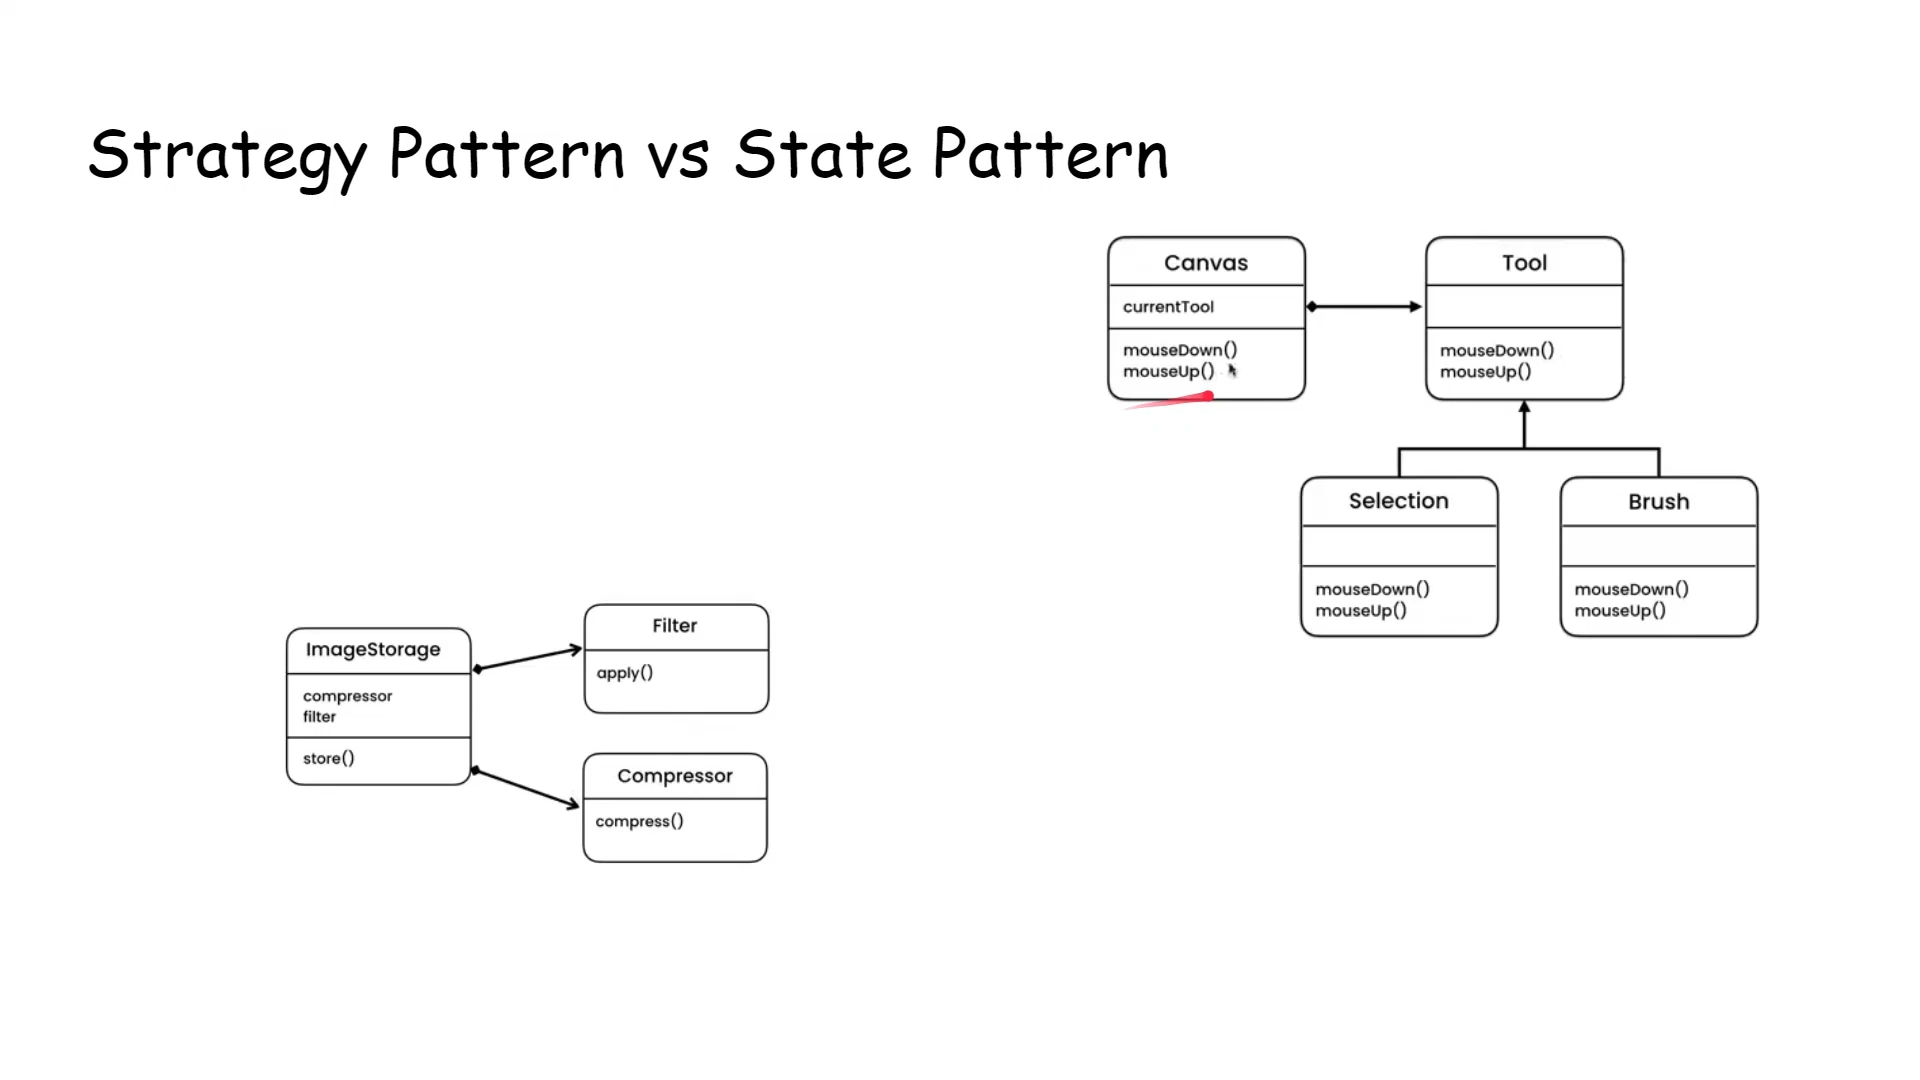 Strategy Pattern vs State Pattern
Canvas
currentTool
mouseDown()
mouseUp()
Tool
mouseDown()
mouseUp()
Selection
mouseDown()
mouseUp()
Brush
mouseDown()
mouseUp()
ImageStorage
compressor
filter
store()
Filter
apply()
Compressor
compress()